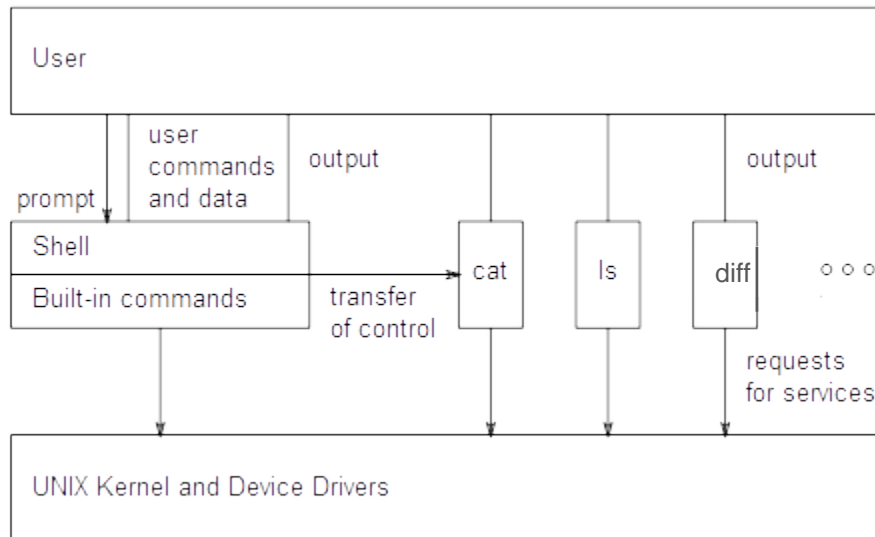 User
user
commands
and data
output
output
prompt
Shell
Built-in commands
transfer
of control
cat
ls
diff
requests
for services
UNIX Kernel and Device Drivers